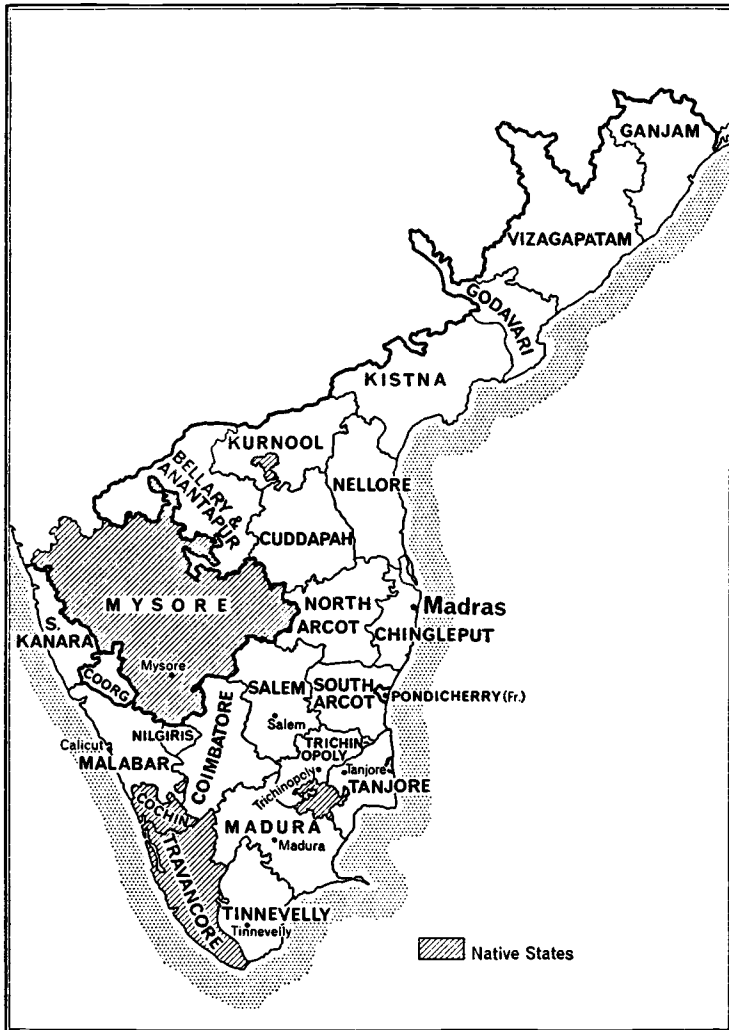 GANJAM
VIZAGAPATAM
GODAVARI
KISTNA
KURNOOL
BELLARY &
ANANTAPUR
NELLORE
CUDDAPAH
MYSORE
NORTH
ARCOT
Madras
CHINGLEPUT
S.
KANARA
COORG
Mysore
SALEM
Salem
SOUTH
ARCOT
PONDICHERRY (Fr.)
NILGIRIS
COIMBATORE
Calicut
MALABAR
TRICHIN
OPOLY
Trichinopoly
Tanjore
TANJORE
COCHIN
MADURA
Madura
TRAVANCORE
TINNEVELLY
Tinnevelly
Native States